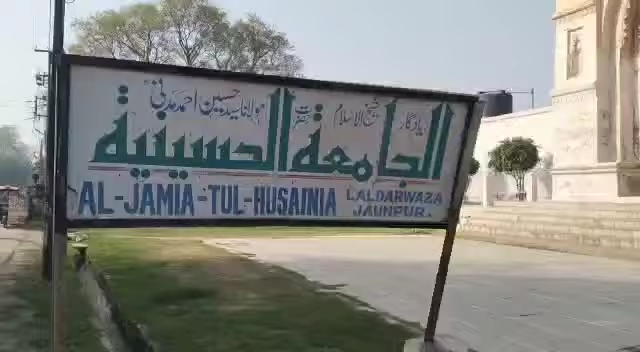 یادگار شیخ الاسلام حضرت مولانا سید حسین احمد مدنیؒ
الجامعة الحسينية
AL-JAMIA-TUL-HUSAINIA LALDARWAZA JAUNPUR.